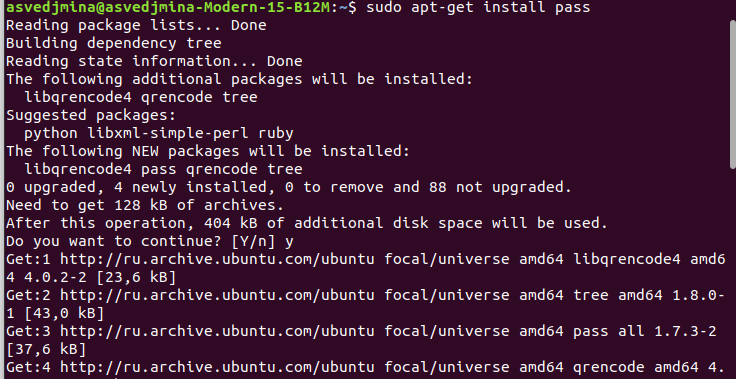 asvedjmina@asvedjmina-Modern-15-B12M:~$ sudo apt-get install pass
Reading package lists... Done
Building dependency tree
Reading state information... Done
The following additional packages will be installed:
  libqrencode4 qrencode tree
Suggested packages:
  python libxml-simple-perl ruby
The following NEW packages will be installed:
  libqrencode4 pass qrencode tree
0 upgraded, 4 newly installed, 0 to remove and 88 not upgraded.
Need to get 128 kB of archives.
After this operation, 404 kB of additional disk space will be used.
Do you want to continue? [Y/n] y
Get:1 http://ru.archive.ubuntu.com/ubuntu focal/universe amd64 libqrencode4 amd6
4 4.0.2-2 [23,6 kB]
Get:2 http://ru.archive.ubuntu.com/ubuntu focal/universe amd64 tree amd64 1.8.0-
1 [43,0 kB]
Get:3 http://ru.archive.ubuntu.com/ubuntu focal/universe amd64 pass all 1.7.3-2
[37,6 kB]
Get:4 http://ru.archive.ubuntu.com/ubuntu focal/universe amd64 qrencode amd64 4.